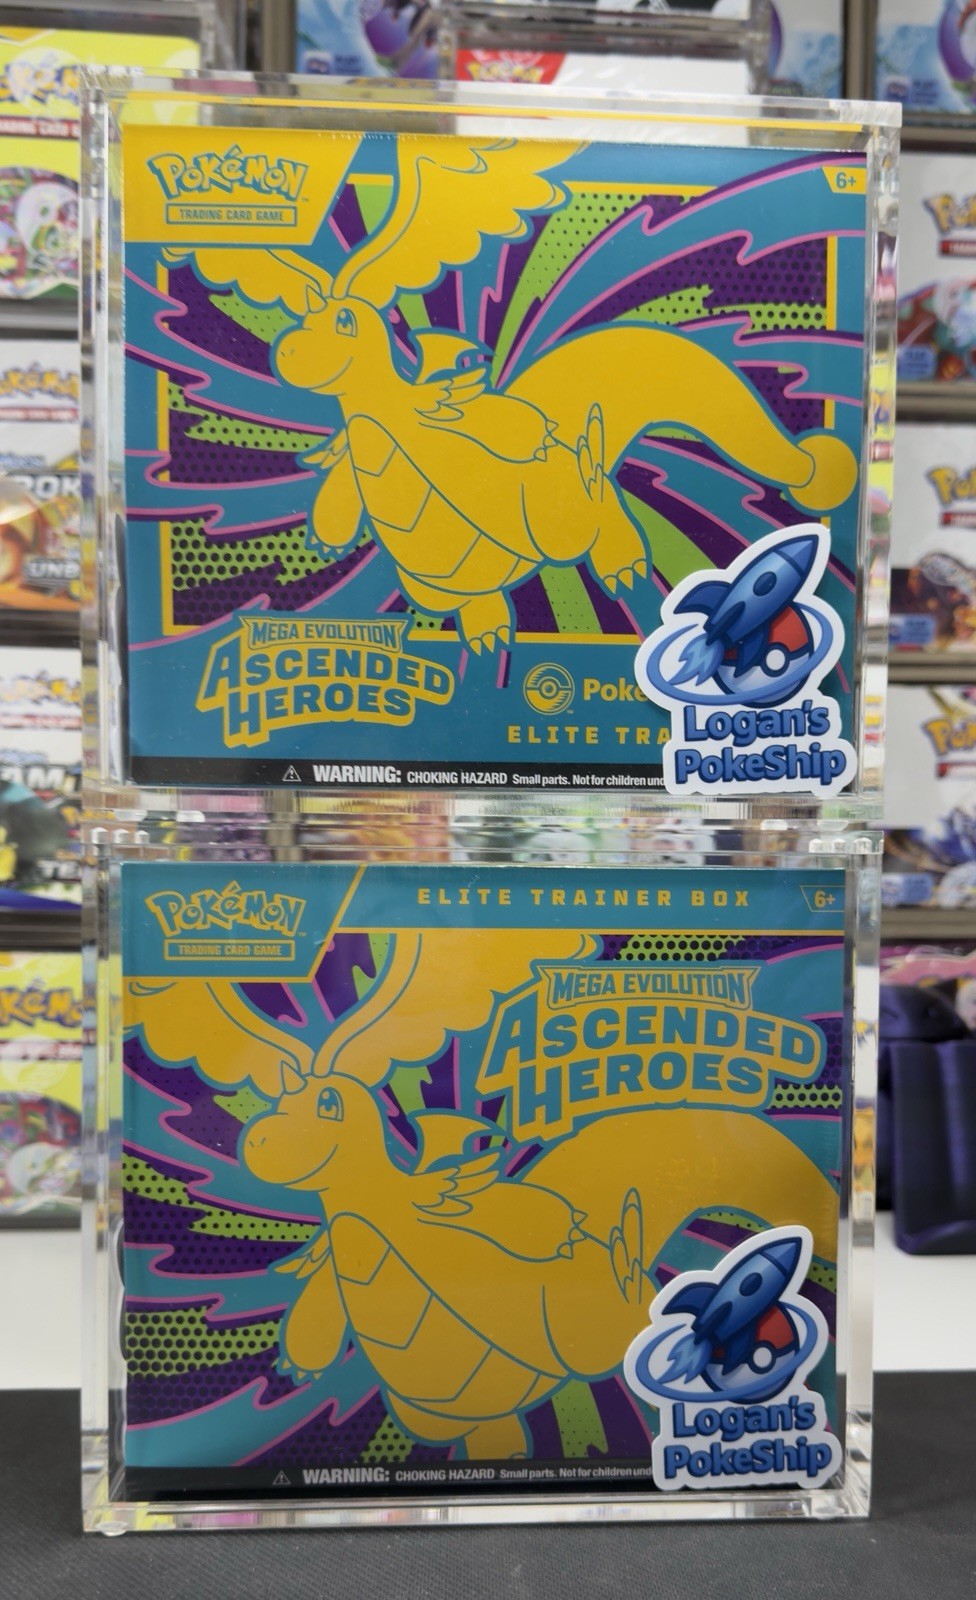 POKéMON
TRADING CARD GAME
6+
MEGA EVOLUTION
ASCENDED
HEROES
Poke
ELITE TRA
WARNING: CHOKING HAZARD Small parts. Not for children und
Logan's
PokeShip
POKéMON
TRADING CARD GAME
ELITE TRAINER BOX
6+
MEGA EVOLUTION
ASCENDED
HEROES
WARNING: CHOKING HAZARD Small parts. Not for children und
Logan's
PokeShip